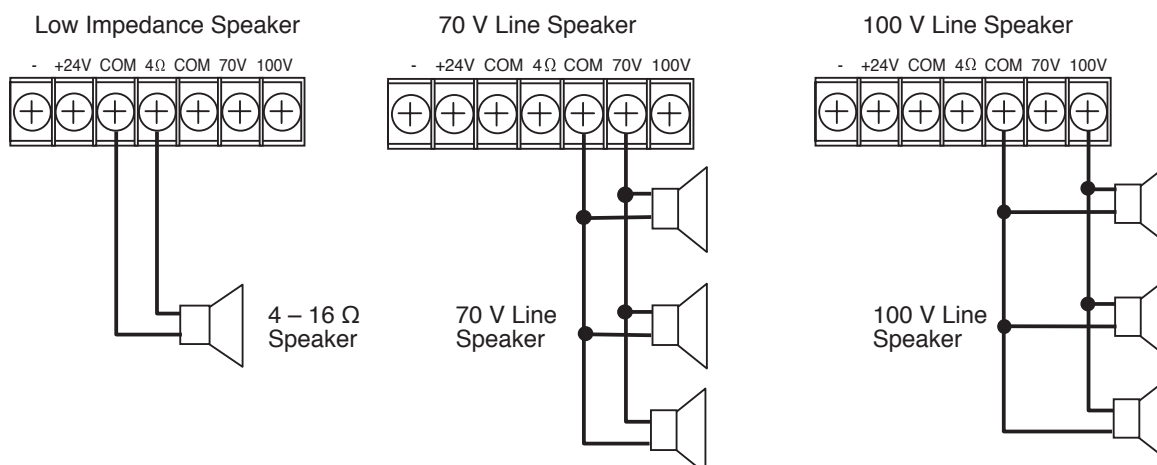 Low Impedance Speaker
- +24V COM 4Ω COM 70V 100V
4 – 16 Ω
Speaker
70 V Line Speaker
- +24V COM 4Ω COM 70V 100V
70 V Line
Speaker
100 V Line Speaker
- +24V COM 4Ω COM 70V 100V
100 V Line
Speaker